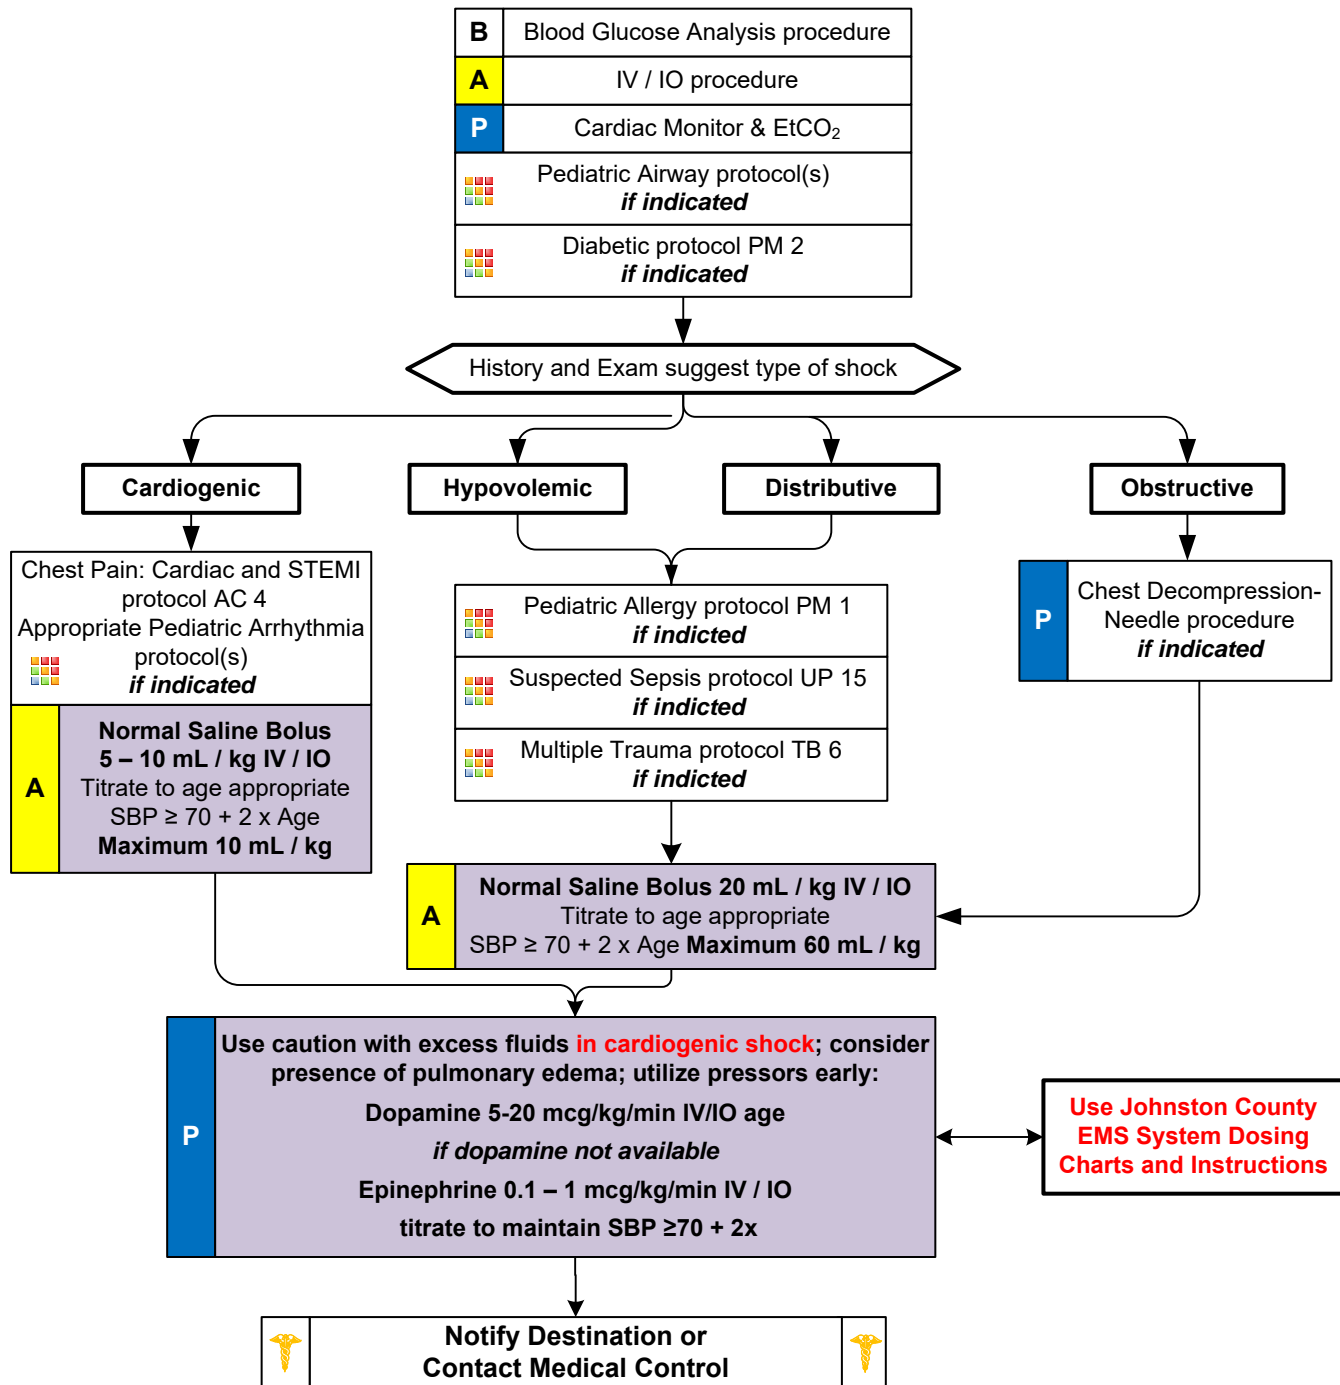 B
Blood Glucose Analysis procedure
A
IV / IO procedure
P
Cardiac Monitor & EtCO₂
Pediatric Airway protocol(s)
if indicated
Diabetic protocol PM 2
if indicated
History and Exam suggest type of shock
Cardiogenic
Hypovolemic
Distributive
Obstructive
Chest Pain: Cardiac and STEMI
protocol AC 4
Appropriate Pediatric Arrhythmia
protocol(s)
if indicated
A
Normal Saline Bolus
5 – 10 mL / kg IV / IO
Titrate to age appropriate
SBP ≥ 70 + 2 x Age
Maximum 10 mL / kg
Pediatric Allergy protocol PM 1
if indicted
Suspected Sepsis protocol UP 15
if indicted
Multiple Trauma protocol TB 6
if indicted
P
Chest Decompression-
Needle procedure
if indicated
A
Normal Saline Bolus 20 mL / kg IV / IO
Titrate to age appropriate
SBP ≥ 70 + 2 x Age Maximum 60 mL / kg
P
Use caution with excess fluids in cardiogenic shock; consider
presence of pulmonary edema; utilize pressors early:
Dopamine 5-20 mcg/kg/min IV/IO age
if dopamine not available
Epinephrine 0.1 – 1 mcg/kg/min IV / IO
titrate to maintain SBP ≥70 + 2x
Use Johnston County
EMS System Dosing
Charts and Instructions
Notify Destination or
Contact Medical Control